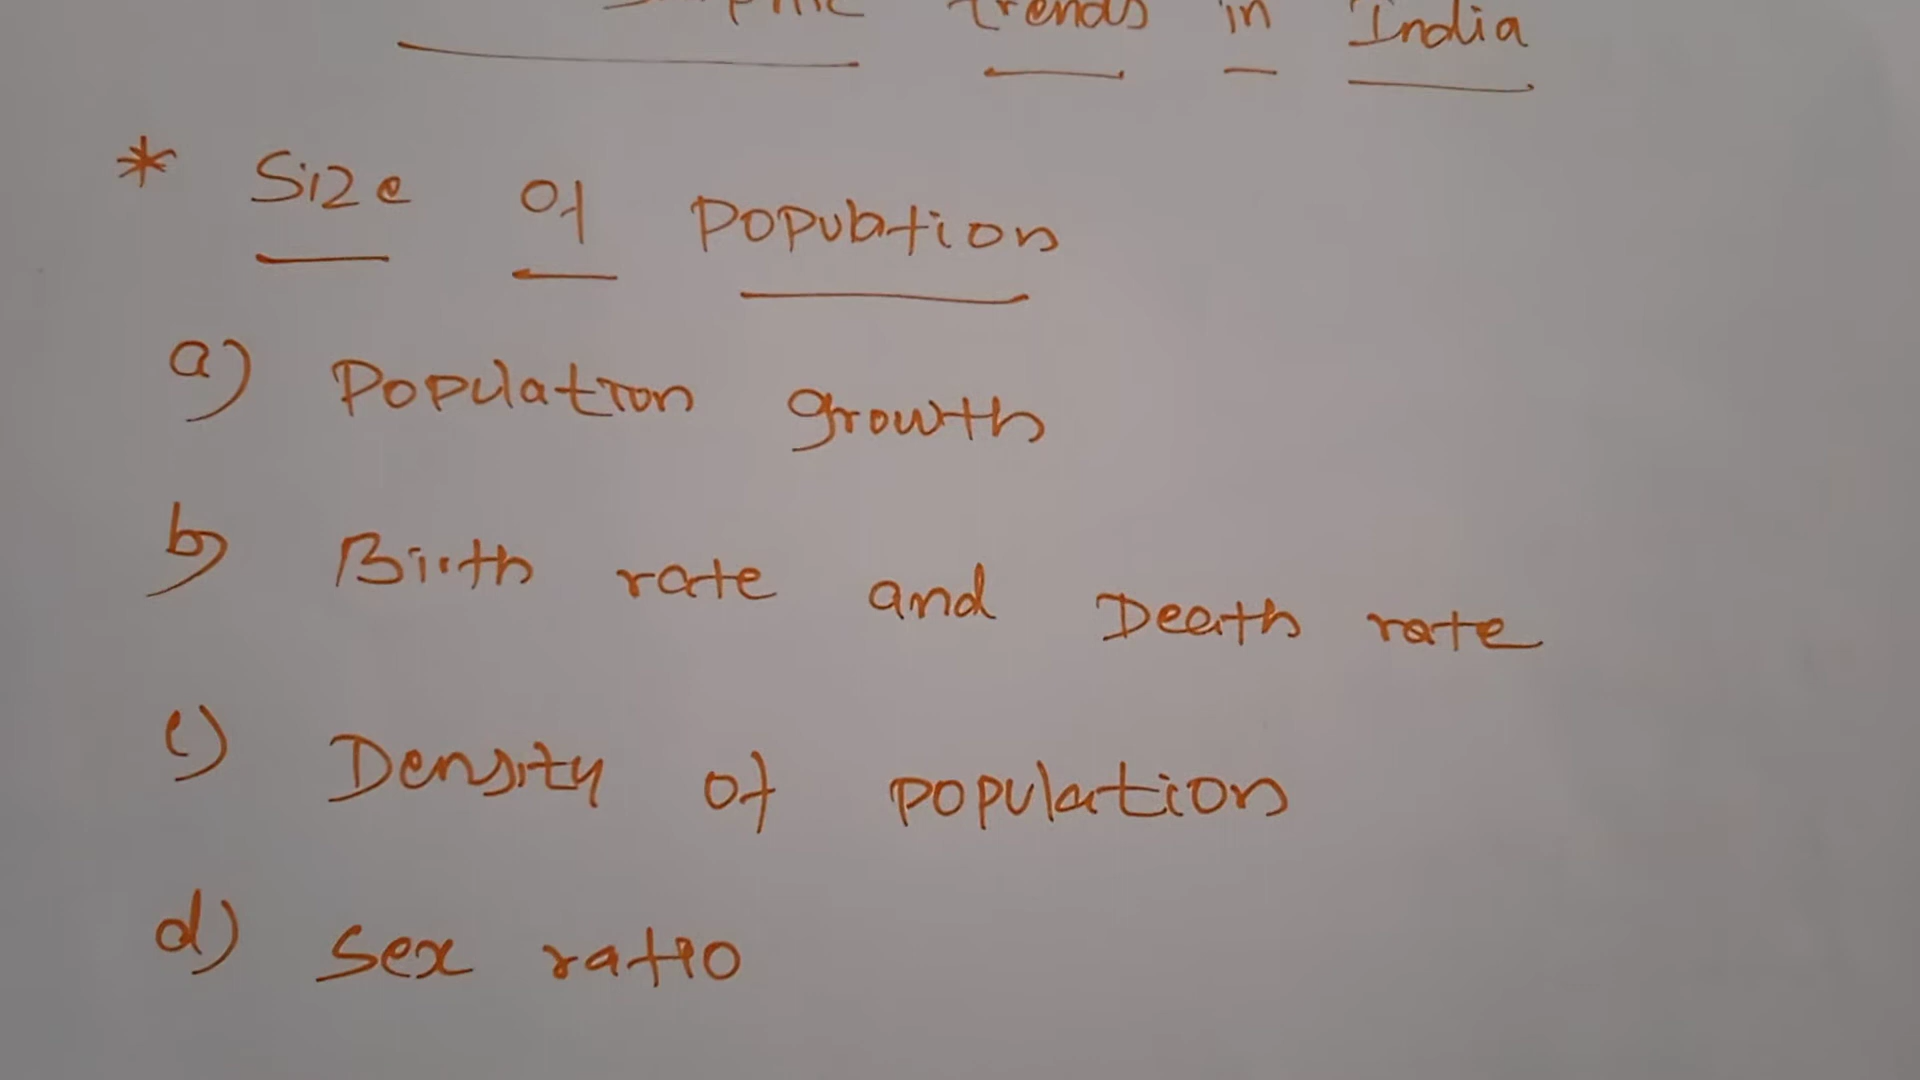 trends in India
* Size of population
a) Population growth
b) Birth rate and Death rate
c) Density of population
d) Sex ratio